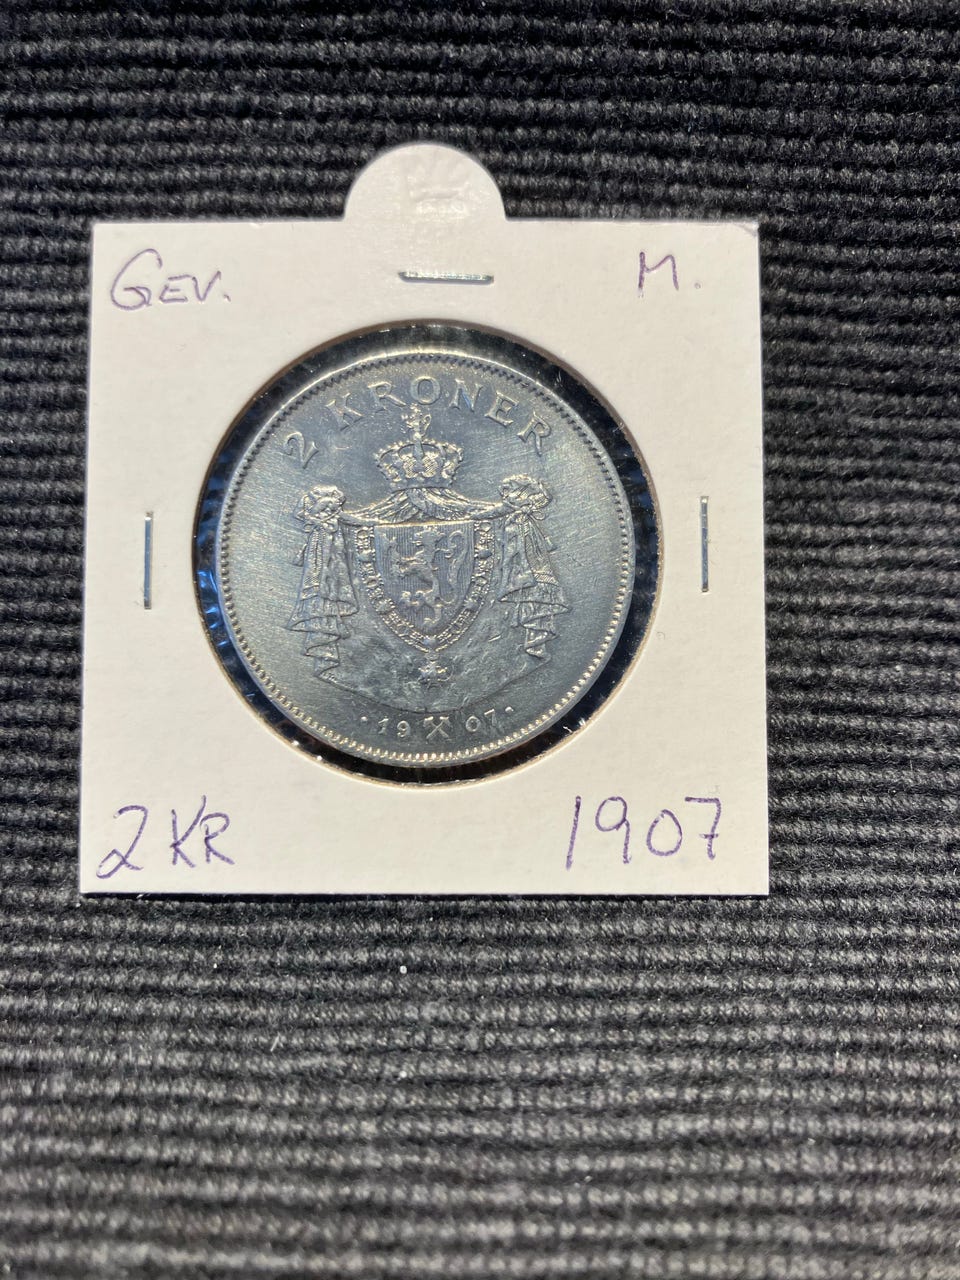 GEV. M.
2 KRONER
· 19 ⚒ 07 ·
2 KR 1907